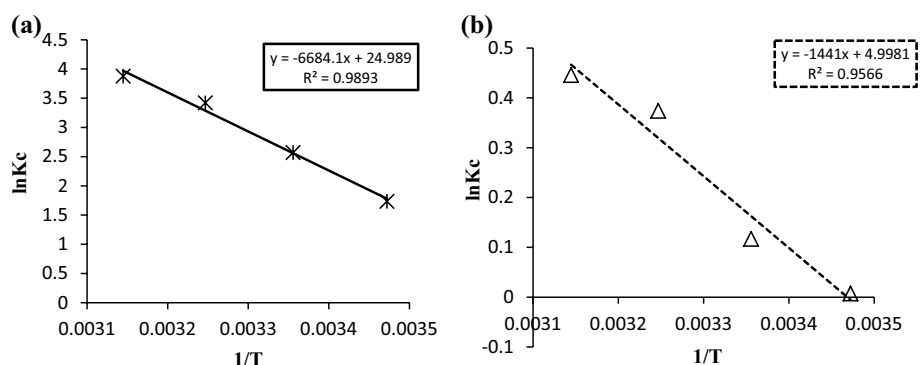 (a)
4.5
4
3.5
3
2.5
2
1.5
1
0.5
0
lnKc
y = -6684.1x + 24.989
R² = 0.9893
0.0031 0.0032 0.0033 0.0034 0.0035
1/T
(b)
0.5
0.4
0.3
0.2
0.1
0
-0.1
lnKc
y = -1441x + 4.9981
R² = 0.9566
0.0031 0.0032 0.0033 0.0034 0.0035
1/T